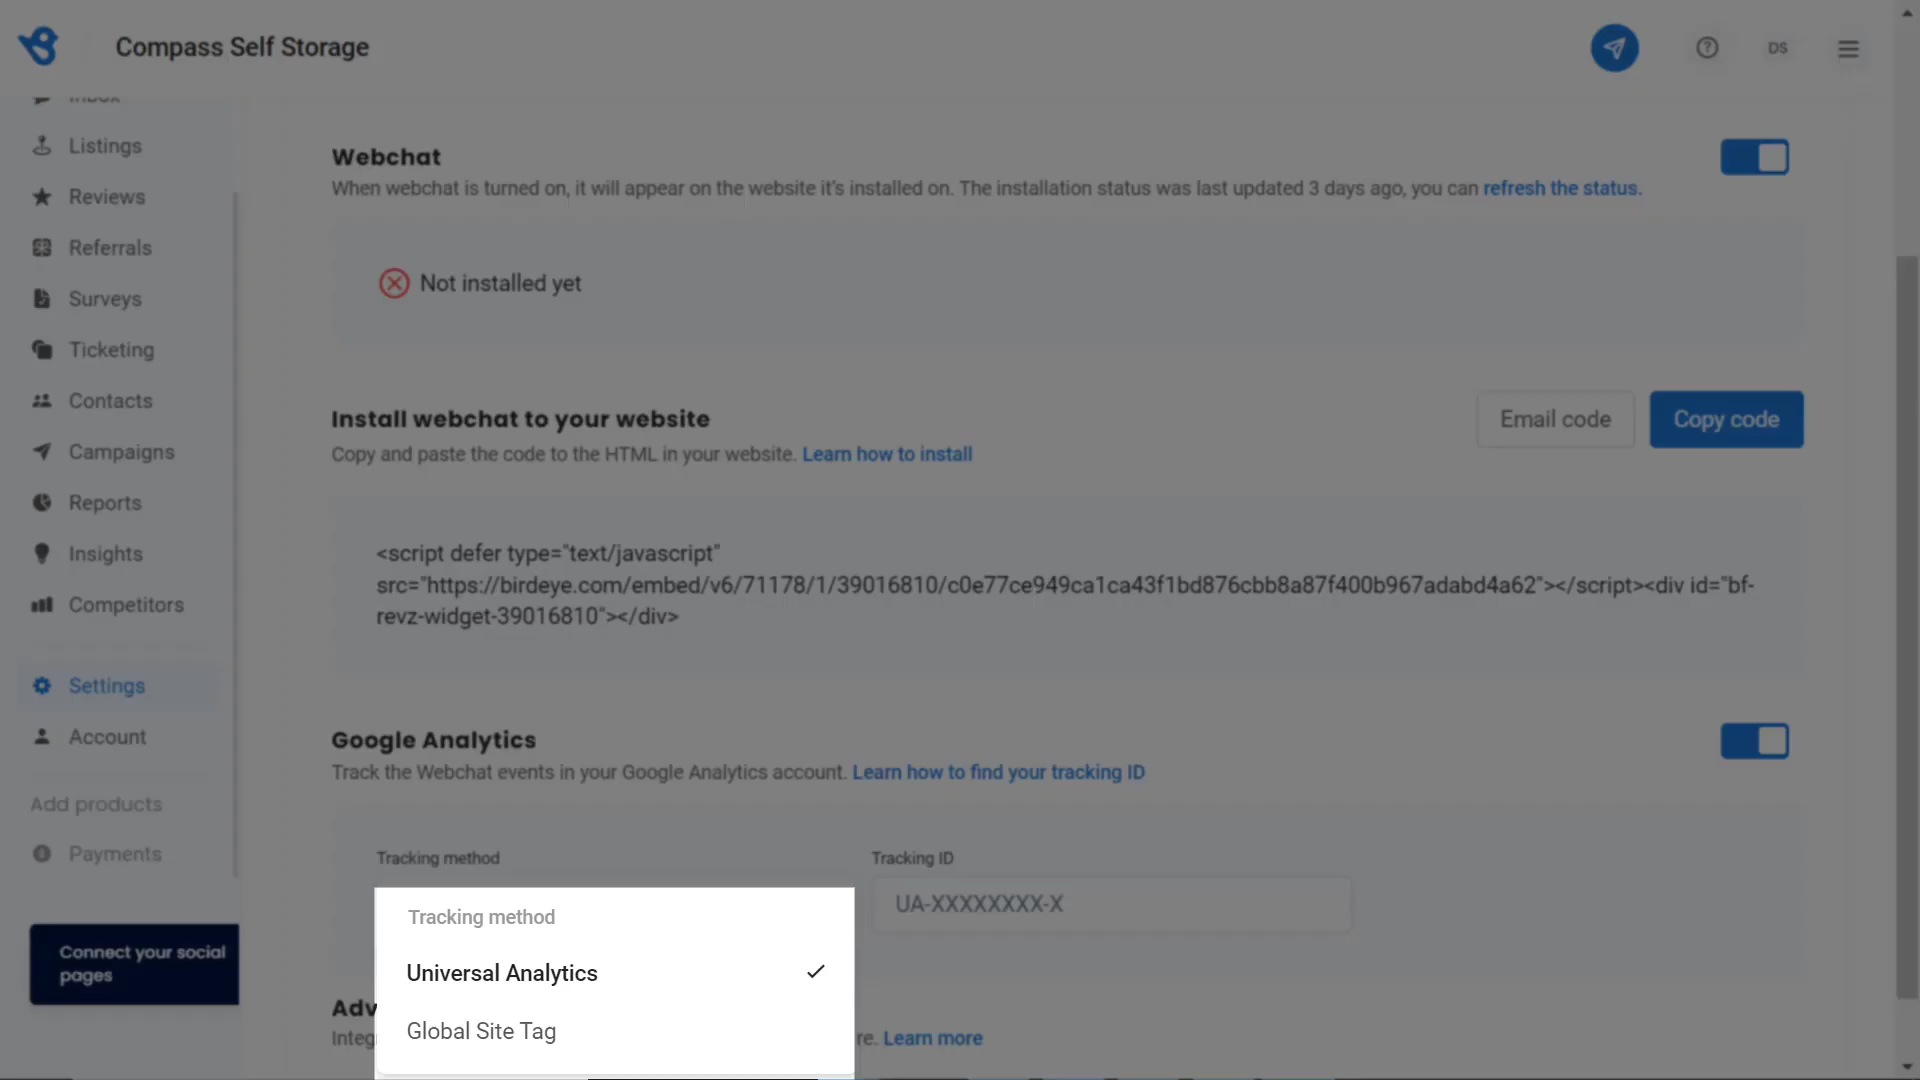 Compass Self Storage
DS
Inbox
Listings
Reviews
Referrals
Surveys
Ticketing
Contacts
Campaigns
Reports
Insights
Competitors
Settings
Account
Add products
Payments
Connect your social
pages
Webchat
When webchat is turned on, it will appear on the website it's installed on. The installation status was last updated 3 days ago, you can refresh the status.
Not installed yet
Install webchat to your website
Email code
Copy code
Copy and paste the code to the HTML in your website. Learn how to install
<script defer type="text/javascript"
src="https://birdeye.com/embed/v6/71178/1/39016810/c0e77ce949ca1ca43f1bd876cbb8a87f400b967adabd4a62"></script><div id="bf-
revz-widget-39016810"></div>
Google Analytics
Track the Webchat events in your Google Analytics account. Learn how to find your tracking ID
Tracking method
Tracking ID
UA-XXXXXXXX-X
Tracking method
Universal Analytics
Global Site Tag
Adv
Integ
re. Learn more